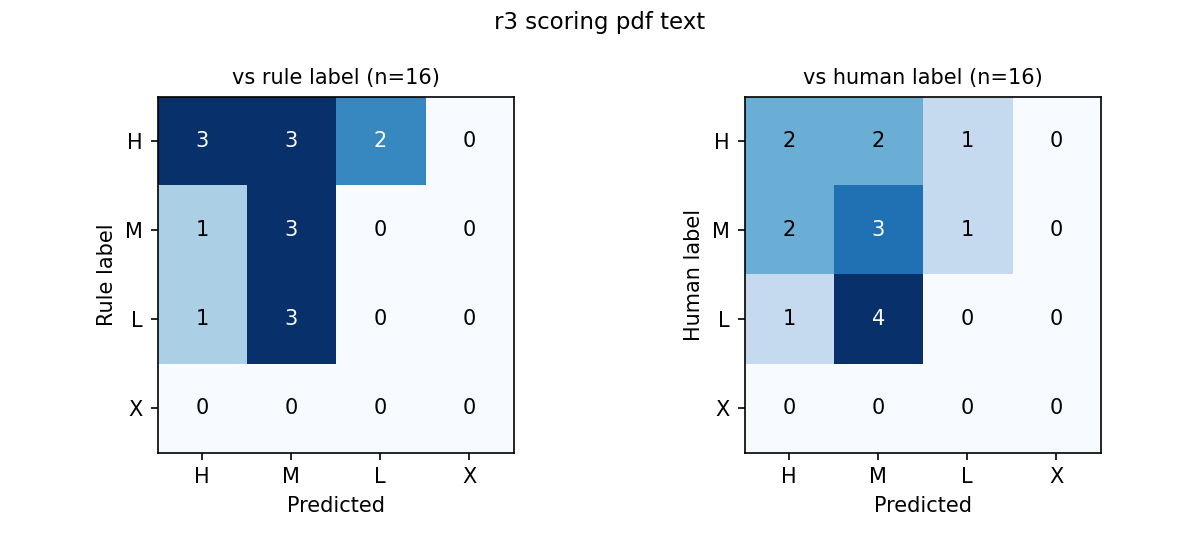 r3 scoring pdf text
vs rule label (n=16)
Rule label
H 3 3 2 0
M 1 3 0 0
L 1 3 0 0
X 0 0 0 0
H M L X
Predicted
vs human label (n=16)
Human label
H 2 2 1 0
M 2 3 1 0
L 1 4 0 0
X 0 0 0 0
H M L X
Predicted